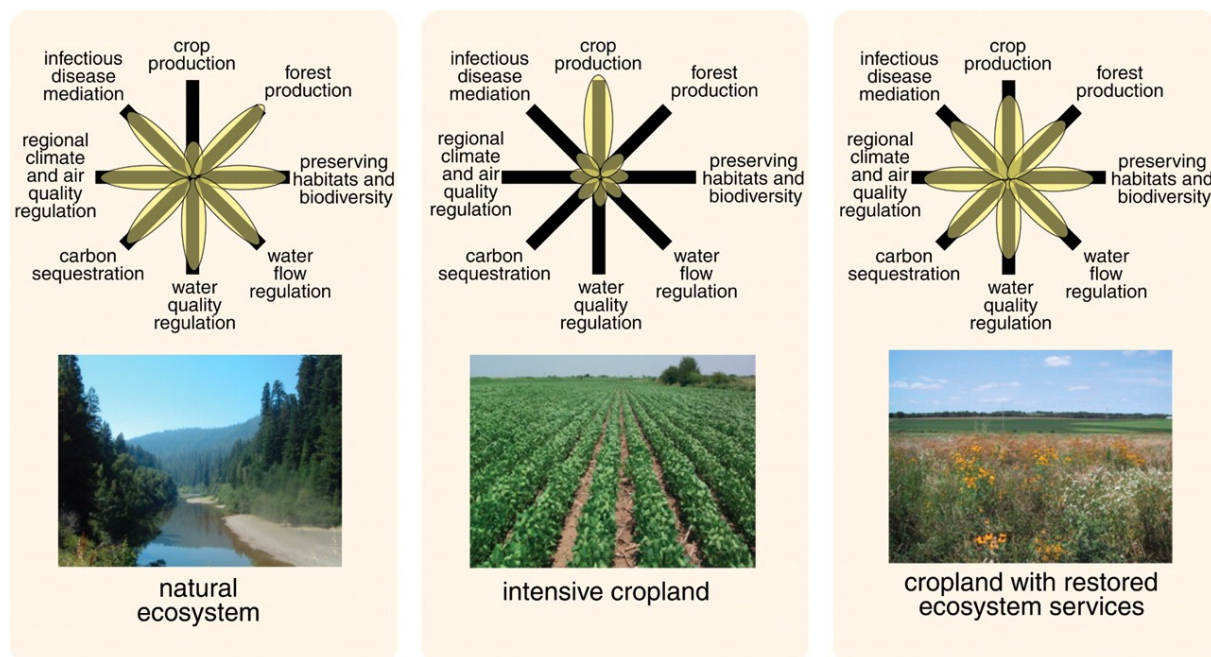 crop
production
forest
production
preserving
habitats and
biodiversity
water
flow
regulation
water
quality
regulation
carbon
sequestration
regional
climate
and air
quality
regulation
infectious
disease
mediation
natural
ecosystem
crop
production
forest
production
preserving
habitats and
biodiversity
water
flow
regulation
water
quality
regulation
carbon
sequestration
regional
climate
and air
quality
regulation
infectious
disease
mediation
intensive cropland
crop
production
forest
production
preserving
habitats and
biodiversity
water
flow
regulation
water
quality
regulation
carbon
sequestration
regional
climate
and air
quality
regulation
infectious
disease
mediation
cropland with restored
ecosystem services